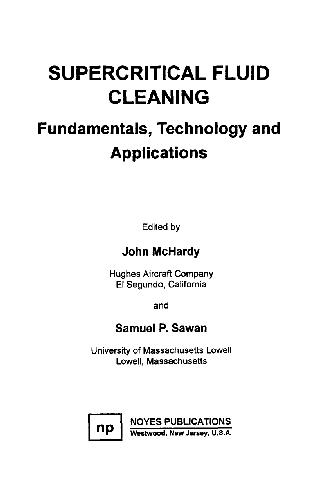 SUPERCRITICAL FLUID
CLEANING
Fundamentals, Technology and
Applications
Edited by
John McHardy
Hughes Aircraft Company
El Segundo, California
and
Samuel P. Sawan
University of Massachusetts Lowell
Lowell, Massachusetts
np
NOYES PUBLICATIONS
Westwood, New Jersey, U.S.A.